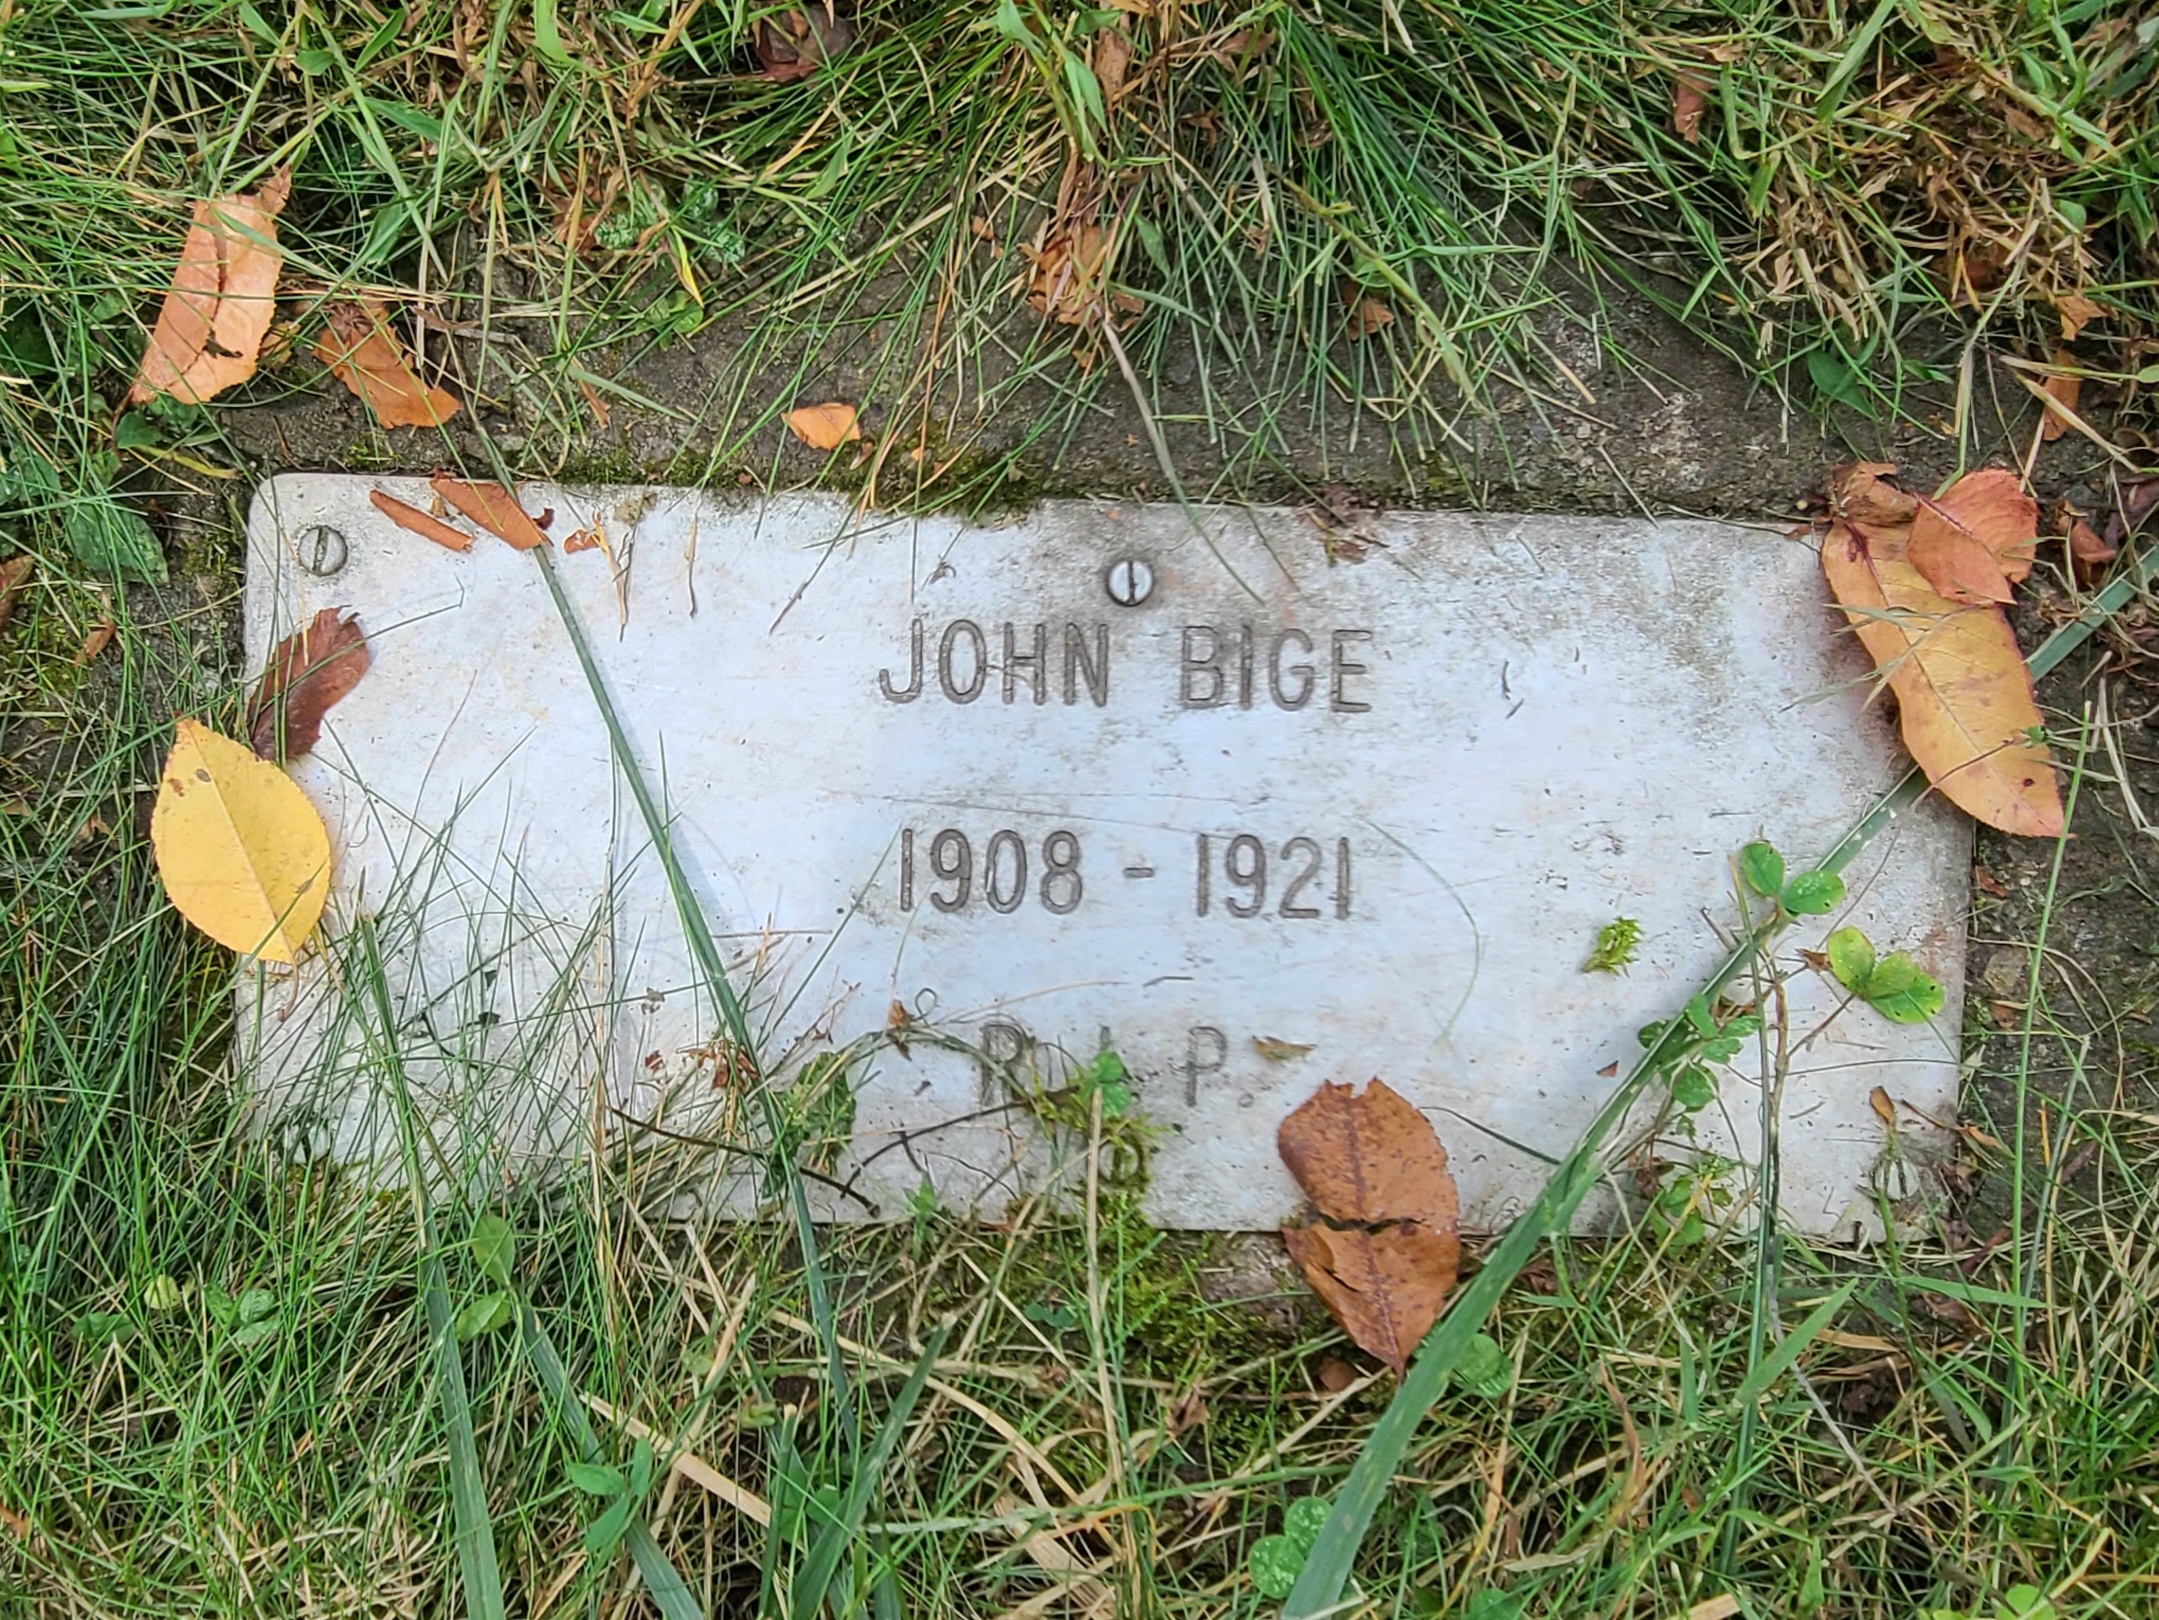 JOHN BIGE
1908 - 1921
R. I. P.